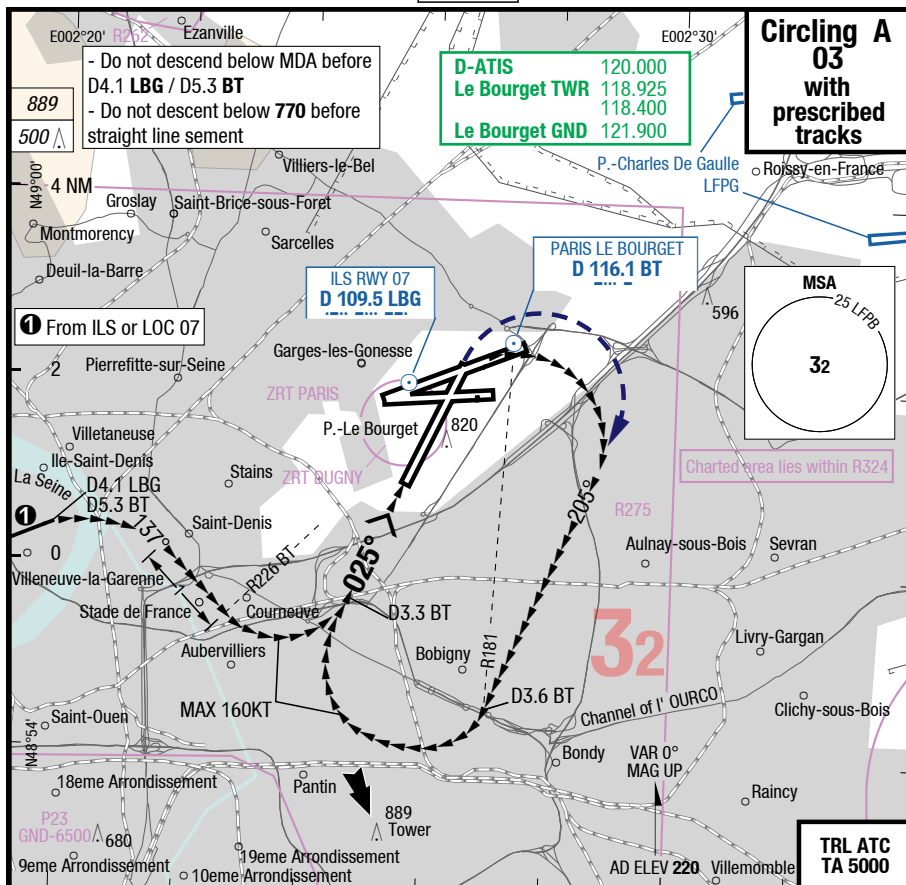 E002°20'
R262
Ezanville
E002°30'
Circling A
03
with
prescribed
tracks
- Do not descend below MDA before
D4.1 LBG / D5.3 BT
- Do not descent below 770 before
straight line sement
889
500
D-ATIS 120.000
Le Bourget TWR 118.925
118.400
Le Bourget GND 121.900
P.-Charles De Gaulle
LFPG
Roissy-en-France
Villiers-le-Bel
N49°00'
4 NM
Groslay
Saint-Brice-sous-Foret
Montmorency
Sarcelles
Deuil-la-Barre
PARIS LE BOURGET
D 116.1 BT
ILS RWY 07
D 109.5 LBG
MSA
25 LFPB
32
596
1 From ILS or LOC 07
Garges-les-Gonesse
Pierrefitte-sur-Seine
2
ZRT PARIS
P.-Le Bourget
820
Villetaneuse
Ile-Saint-Denis
Stains
ZRT DUGNY
Charted area lies within R324
La Seine
D4.1 LBG
D5.3 BT
1
137°
Saint-Denis
205°
R275
0
R226 BT
025°
Aulnay-sous-Bois
Sevran
Villeneuve-la-Garenne
Stade de France
Courneuve
D3.3 BT
32
Livry-Gargan
Aubervilliers
Bobigny
R181
MAX 160KT
D3.6 BT
Channel of l' OURCO
Clichy-sous-Bois
Saint-Ouen
N48°54'
Bondy
VAR 0°
MAG UP
18eme Arrondissement
Pantin
Raincy
P23
GND-6500
680
889
Tower
19eme Arrondissement
9eme Arrondissement
10eme Arrondissement
AD ELEV 220
Villemomble
TRL ATC
TA 5000